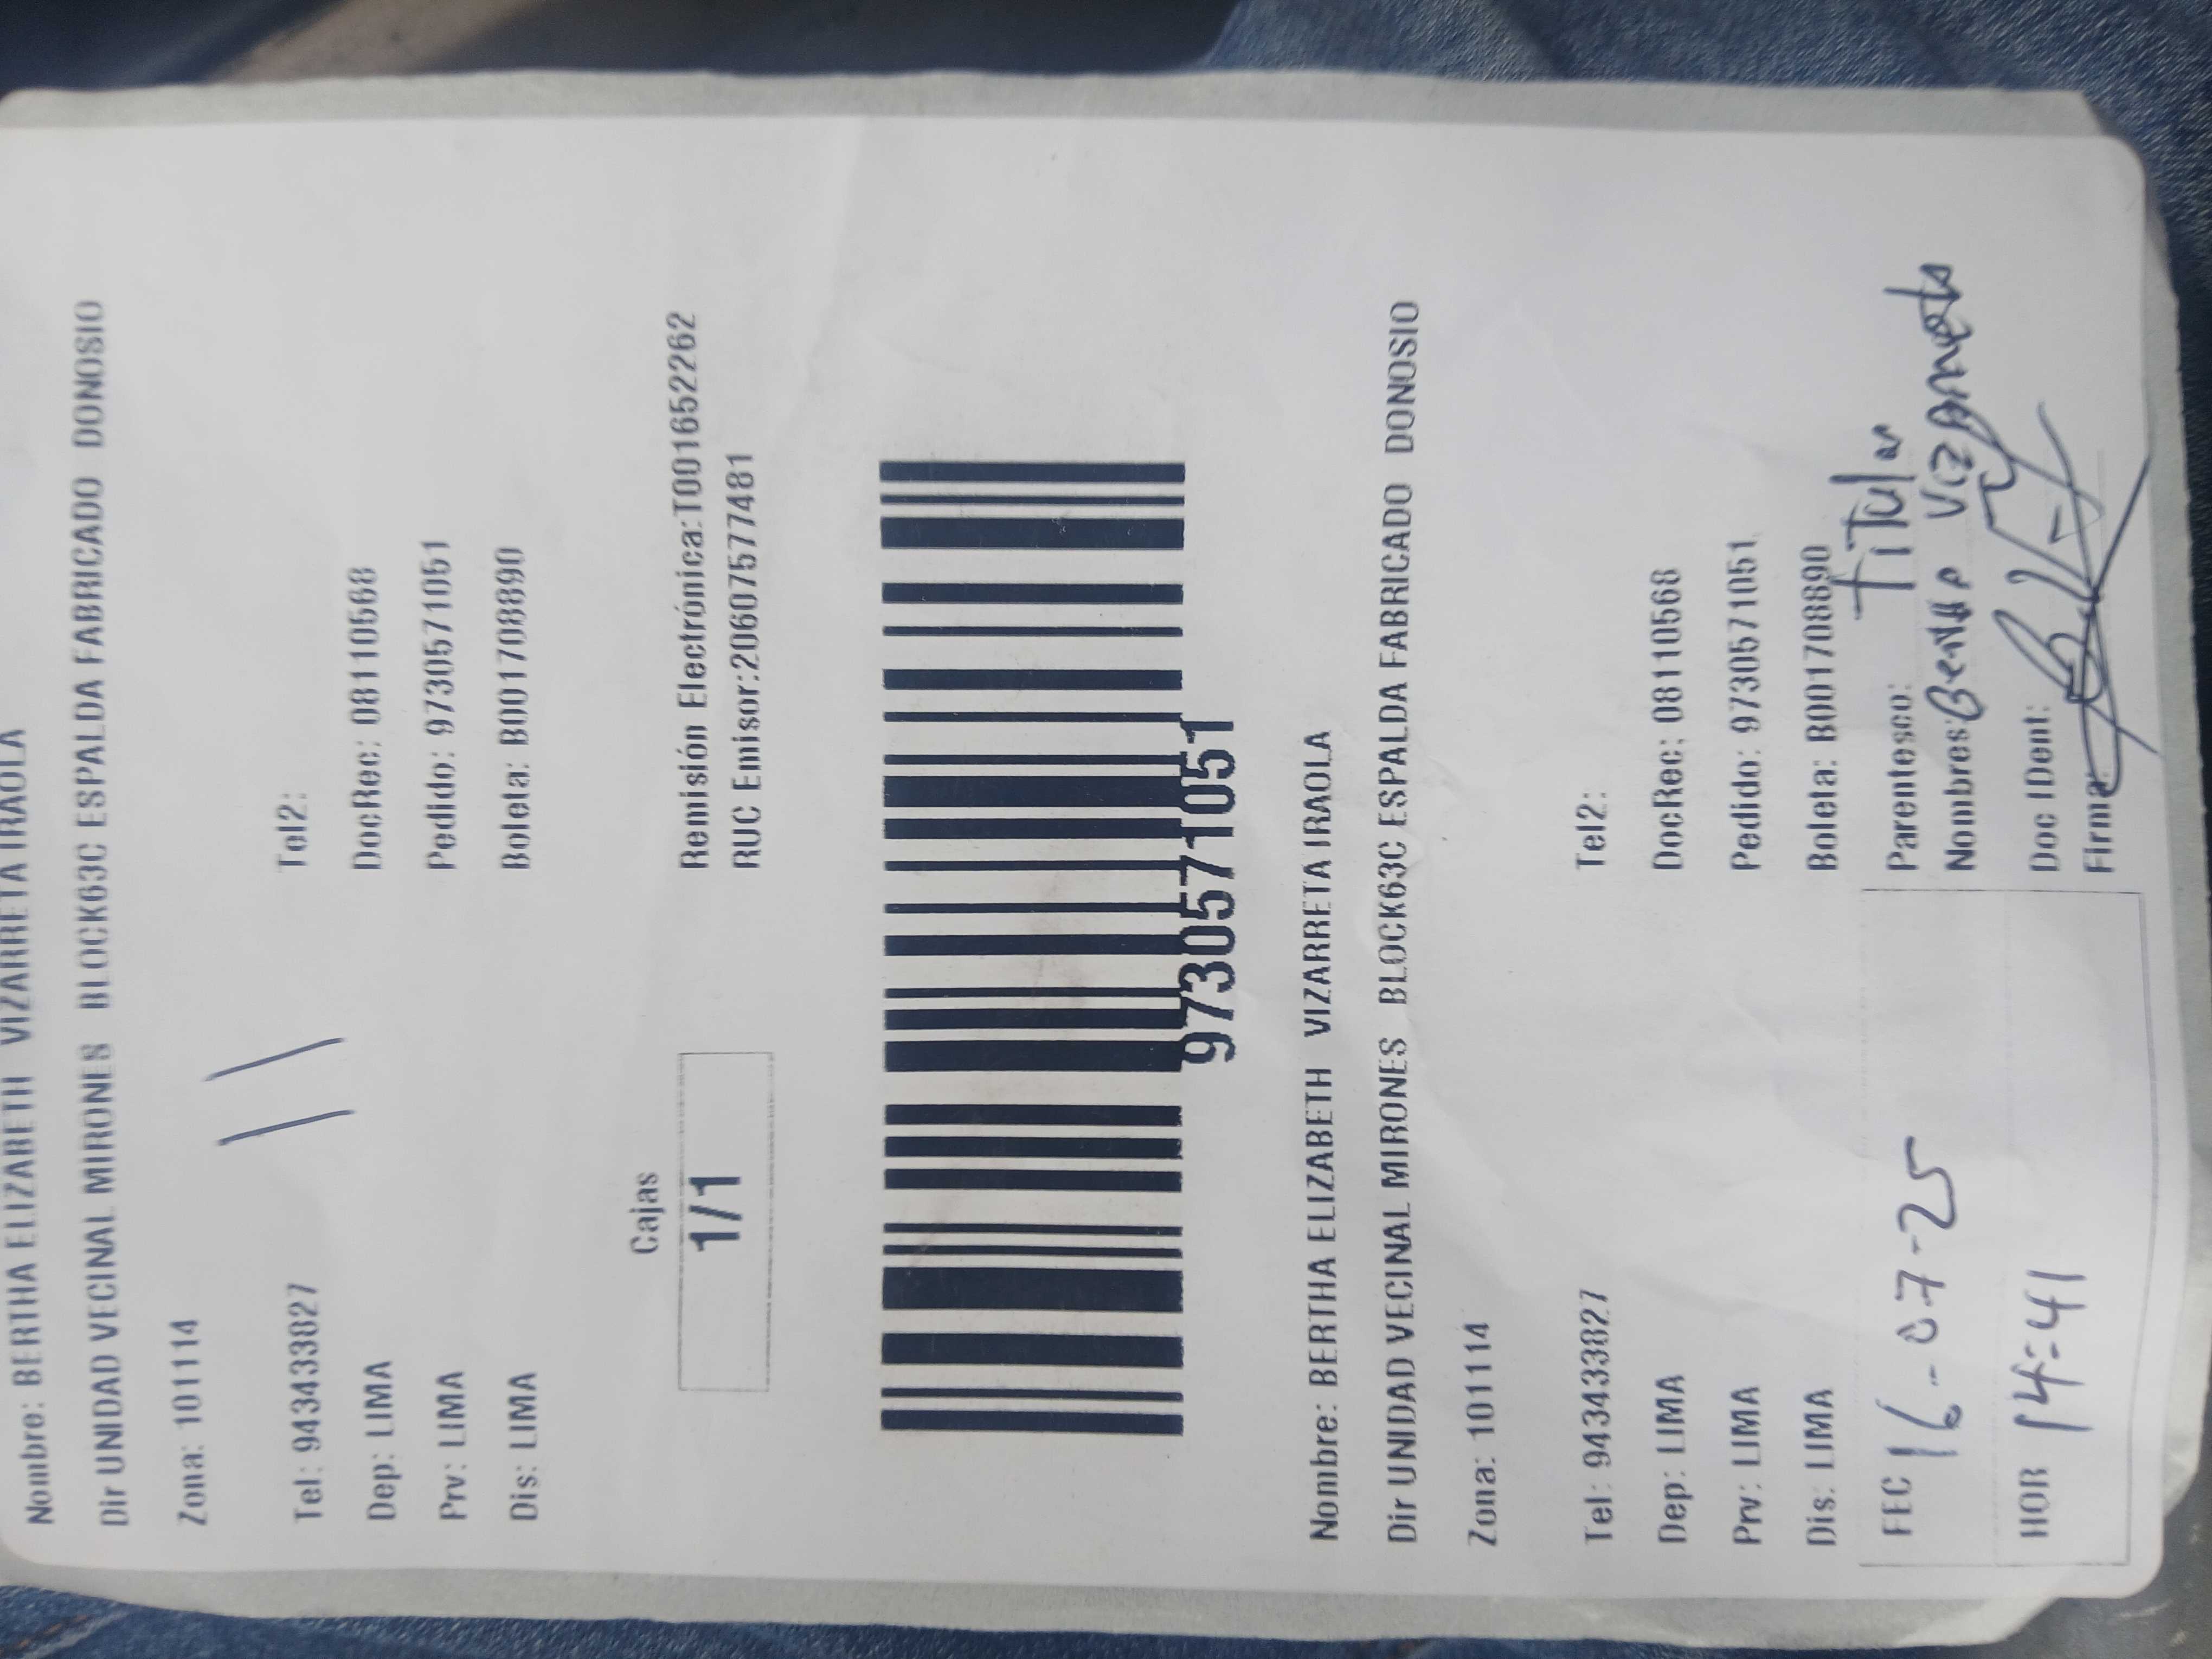 Nombre: BERTHA ELIZABETH VIZARRETA IRAOLA
Dir UNIDAD VECINAL MIRONES BLOCK63C ESPALDA FABRICADO DONOSIO
Zona: 101114
Tel: 943433827 Tel2:
Dep: LIMA DocRec: 08110568
Prv: LIMA Pedido: 9730571051
Dis: LIMA Boleta: B001708890
Cajas
1/1
Remisión Electrónica:T001652262
RUC Emisor:20607577481
9730571051
Nombre: BERTHA ELIZABETH VIZARRETA IRAOLA
Dir UNIDAD VECINAL MIRONES BLOCK63C ESPALDA FABRICADO DONOSIO
Zona: 101114
Tel: 943433827 Tel2:
Dep: LIMA DocRec: 08110568
Prv: LIMA Pedido: 9730571051
Dis: LIMA Boleta: B001708890
FEC 16-07-25 Parentesco: Titular
Nombres:
HOR 14:41 Doc IDent:
Firma: